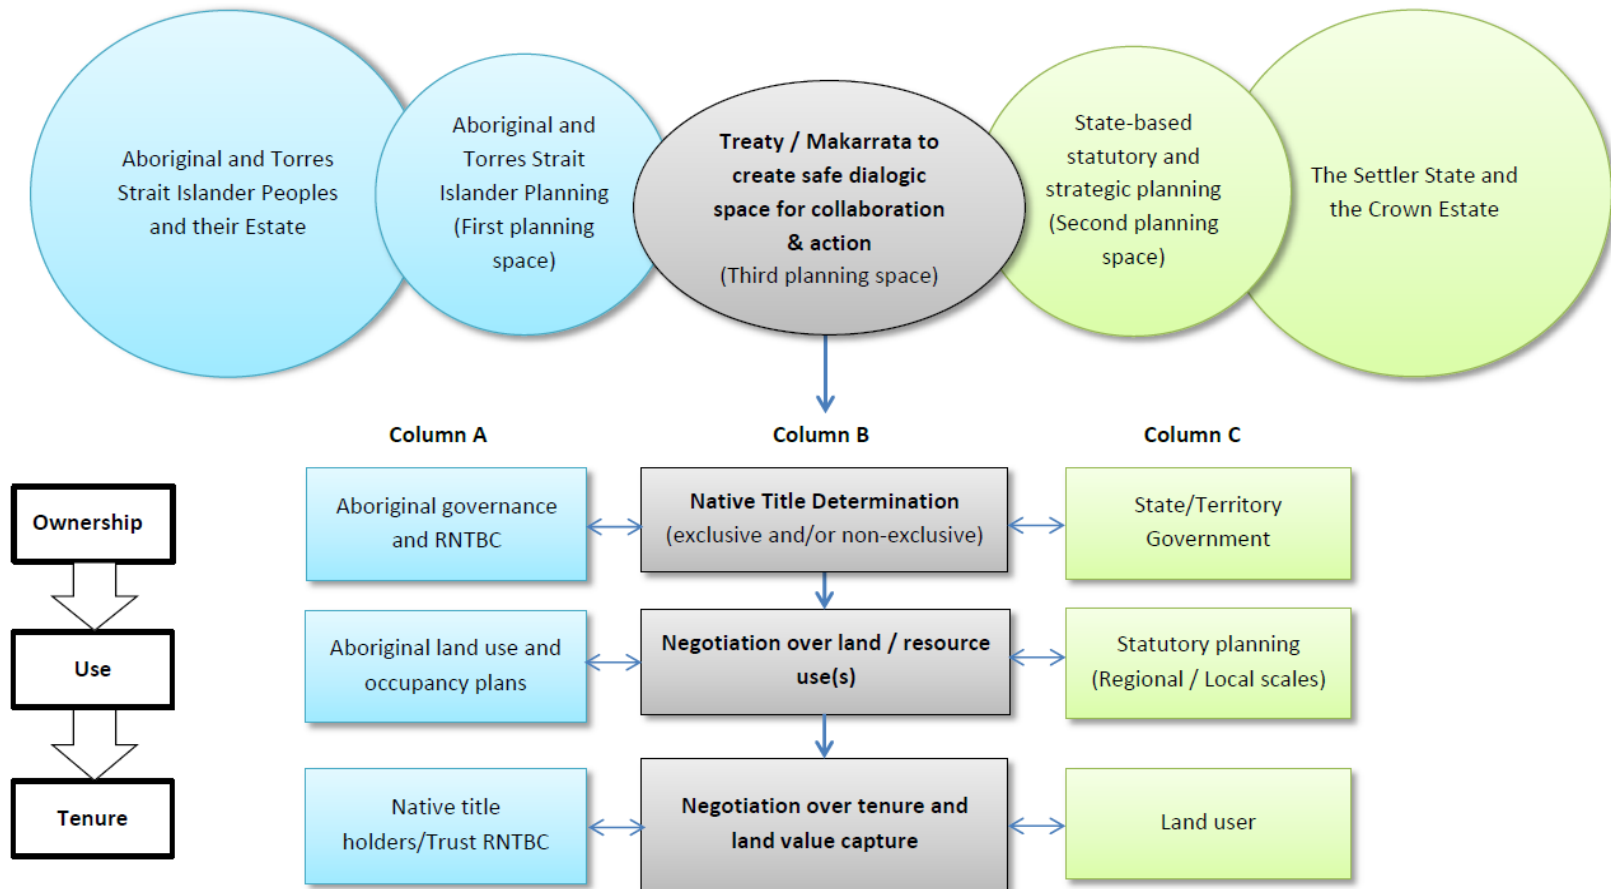 Aboriginal and Torres
Strait Islander Peoples
and their Estate
Aboriginal and
Torres Strait
Islander Planning
(First planning
space)
Treaty / Makarrata to
create safe dialogic
space for collaboration
& action
(Third planning space)
State-based
statutory and
strategic planning
(Second planning
space)
The Settler State and
the Crown Estate
Column A
Column B
Column C
Ownership
Aboriginal governance
and RNTBC
Native Title Determination
(exclusive and/or non-exclusive)
State/Territory
Government
Use
Aboriginal land use and
occupancy plans
Negotiation over land / resource
use(s)
Statutory planning
(Regional / Local scales)
Tenure
Native title
holders/Trust RNTBC
Negotiation over tenure and
land value capture
Land user